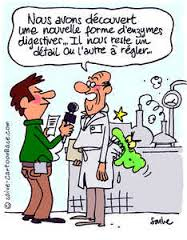 Nous avons découvert
une nouvelle forme d'enzymes
digestives... Il nous reste un
détail ou l'autre à régler...